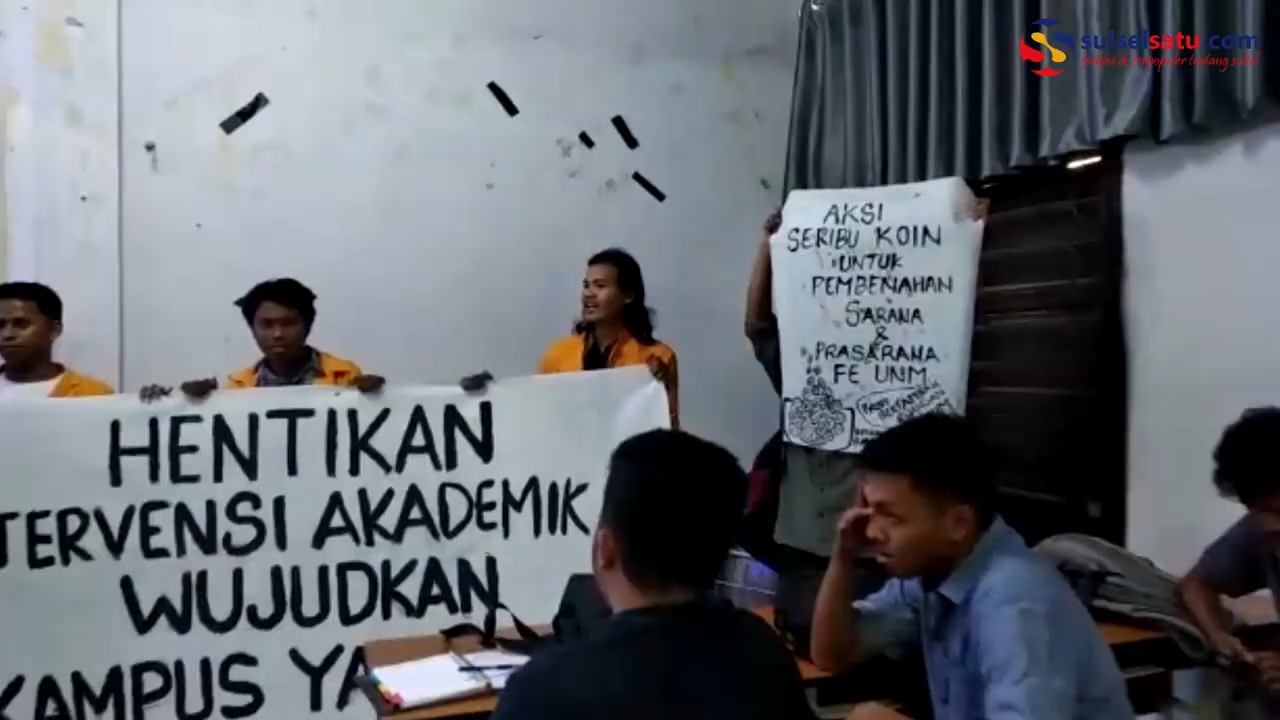 sulselsatu.com
AKSI
SERIBU KOIN
UNTUK
PEMBENAHAN
SARANA
&
PRASARANA
FE UNM
HENTIKAN
TERVENSI AKADEMIK
WUJUDKAN
KAMPUS YA